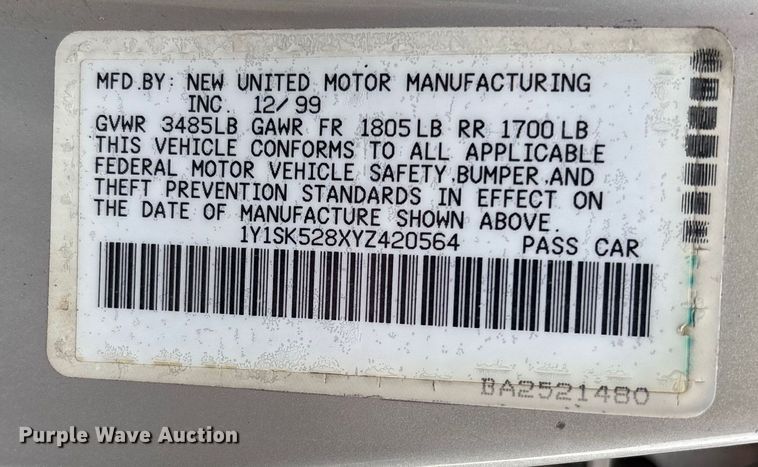 MFD.BY: NEW UNITED MOTOR MANUFACTURING
INC. 12/99
GVWR 3485LB GAWR FR 1805LB RR 1700LB
THIS VEHICLE CONFORMS TO ALL APPLICABLE
FEDERAL MOTOR VEHICLE SAFETY.BUMPER.AND
THEFT PREVENTION STANDARDS IN EFFECT ON
THE DATE OF MANUFACTURE SHOWN ABOVE.
1Y1SK528XYZ420564 PASS CAR
BA2521480
Purple Wave Auction